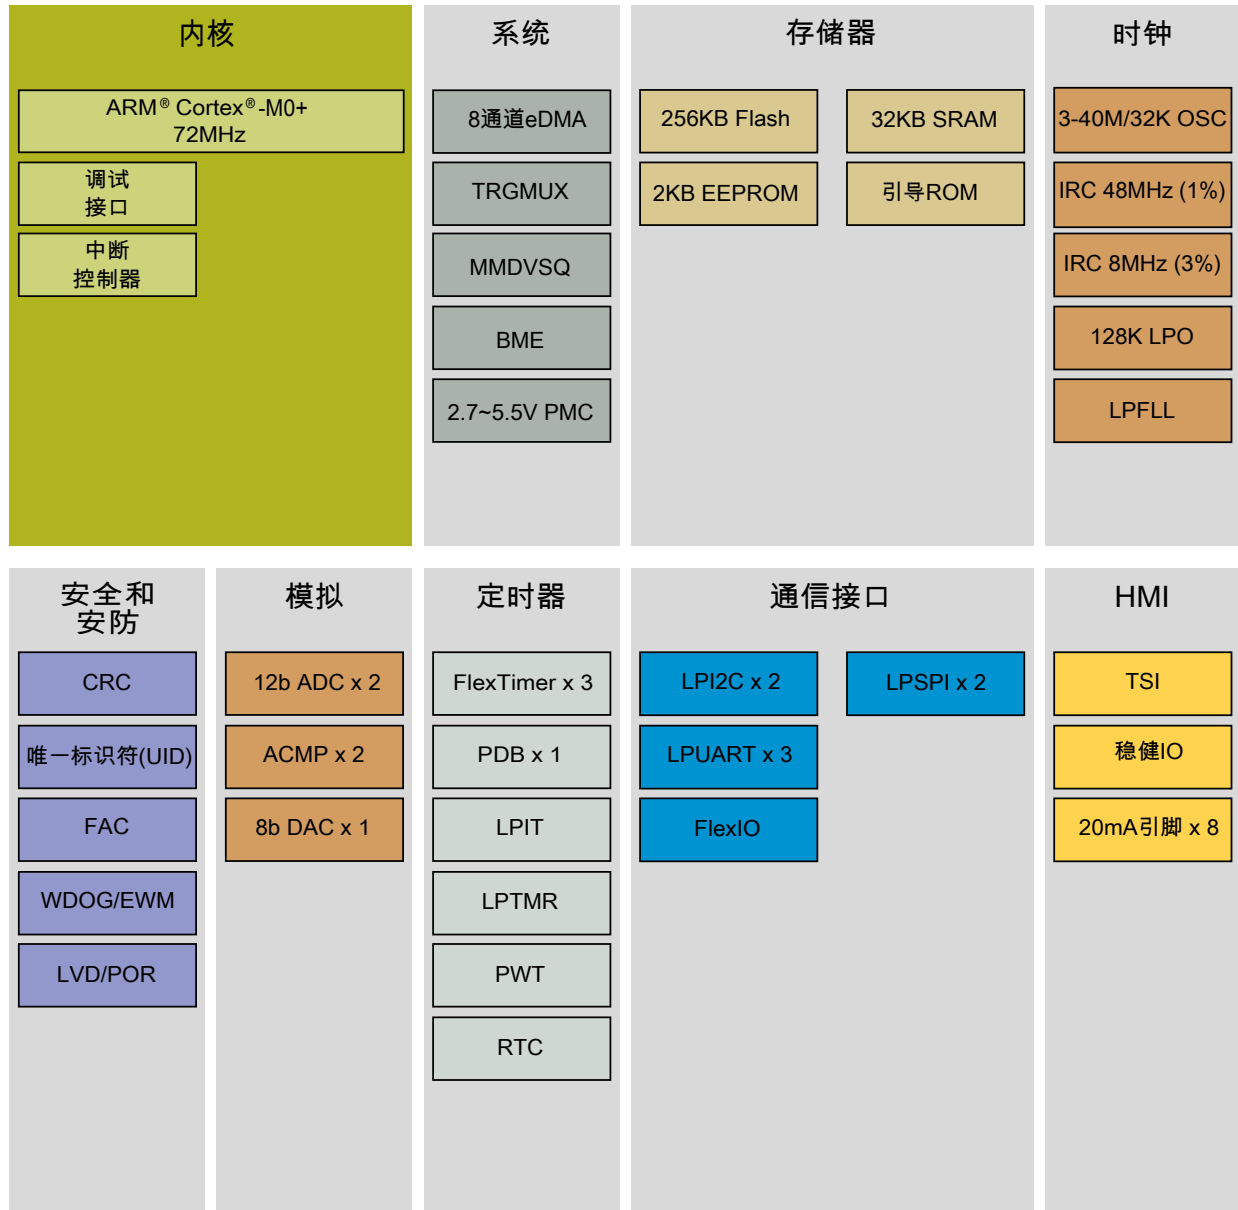 内核
ARM® Cortex®-M0+
72MHz
调试
接口
中断
控制器
系统
8通道eDMA
TRGMUX
MMDVSQ
BME
2.7~5.5V PMC
存储器
256KB Flash
32KB SRAM
2KB EEPROM
引导ROM
时钟
3-40M/32K OSC
IRC 48MHz (1%)
IRC 8MHz (3%)
128K LPO
LPFLL
安全和
安防
CRC
唯一标识符(UID)
FAC
WDOG/EWM
LVD/POR
模拟
12b ADC x 2
ACMP x 2
8b DAC x 1
定时器
FlexTimer x 3
PDB x 1
LPIT
LPTMR
PWT
RTC
通信接口
LPI2C x 2
LPSPI x 2
LPUART x 3
FlexIO
HMI
TSI
稳健IO
20mA引脚 x 8